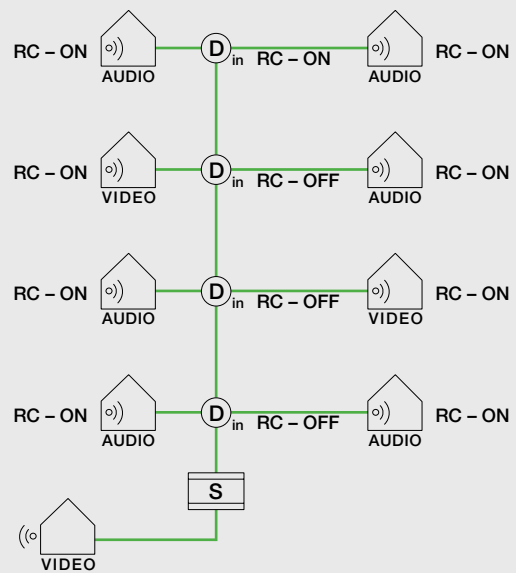 RC – ON D in RC – ON RC – ON
AUDIO AUDIO
RC – ON D in RC – OFF RC – ON
VIDEO AUDIO
RC – ON D in RC – OFF RC – ON
AUDIO VIDEO
RC – ON D in RC – OFF RC – ON
AUDIO AUDIO
S
VIDEO